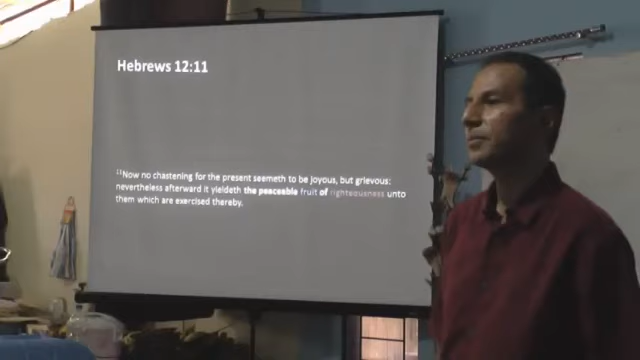 Hebrews 12:11
11Now no chastening for the present seemeth to be joyous, but grievous:
nevertheless afterward it yieldeth the peaceable fruit of righteousness unto
them which are exercised thereby.